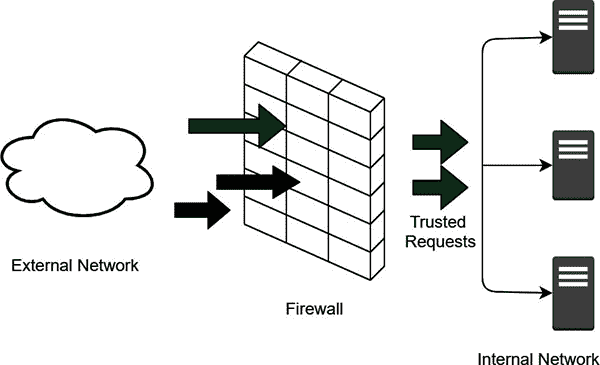 External Network
Firewall
Trusted
Requests
Internal Network